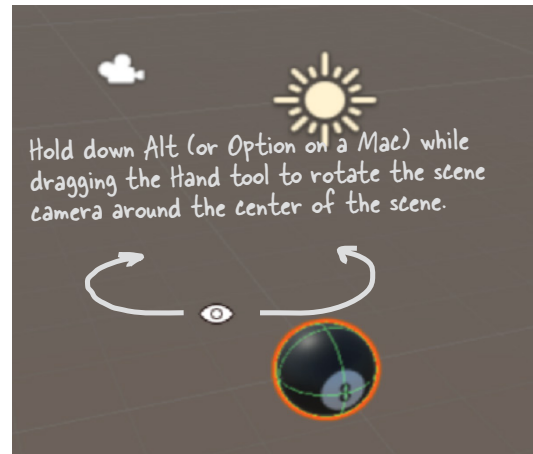 Hold down Alt (or Option on a Mac) while
dragging the Hand tool to rotate the scene
camera around the center of the scene.
8